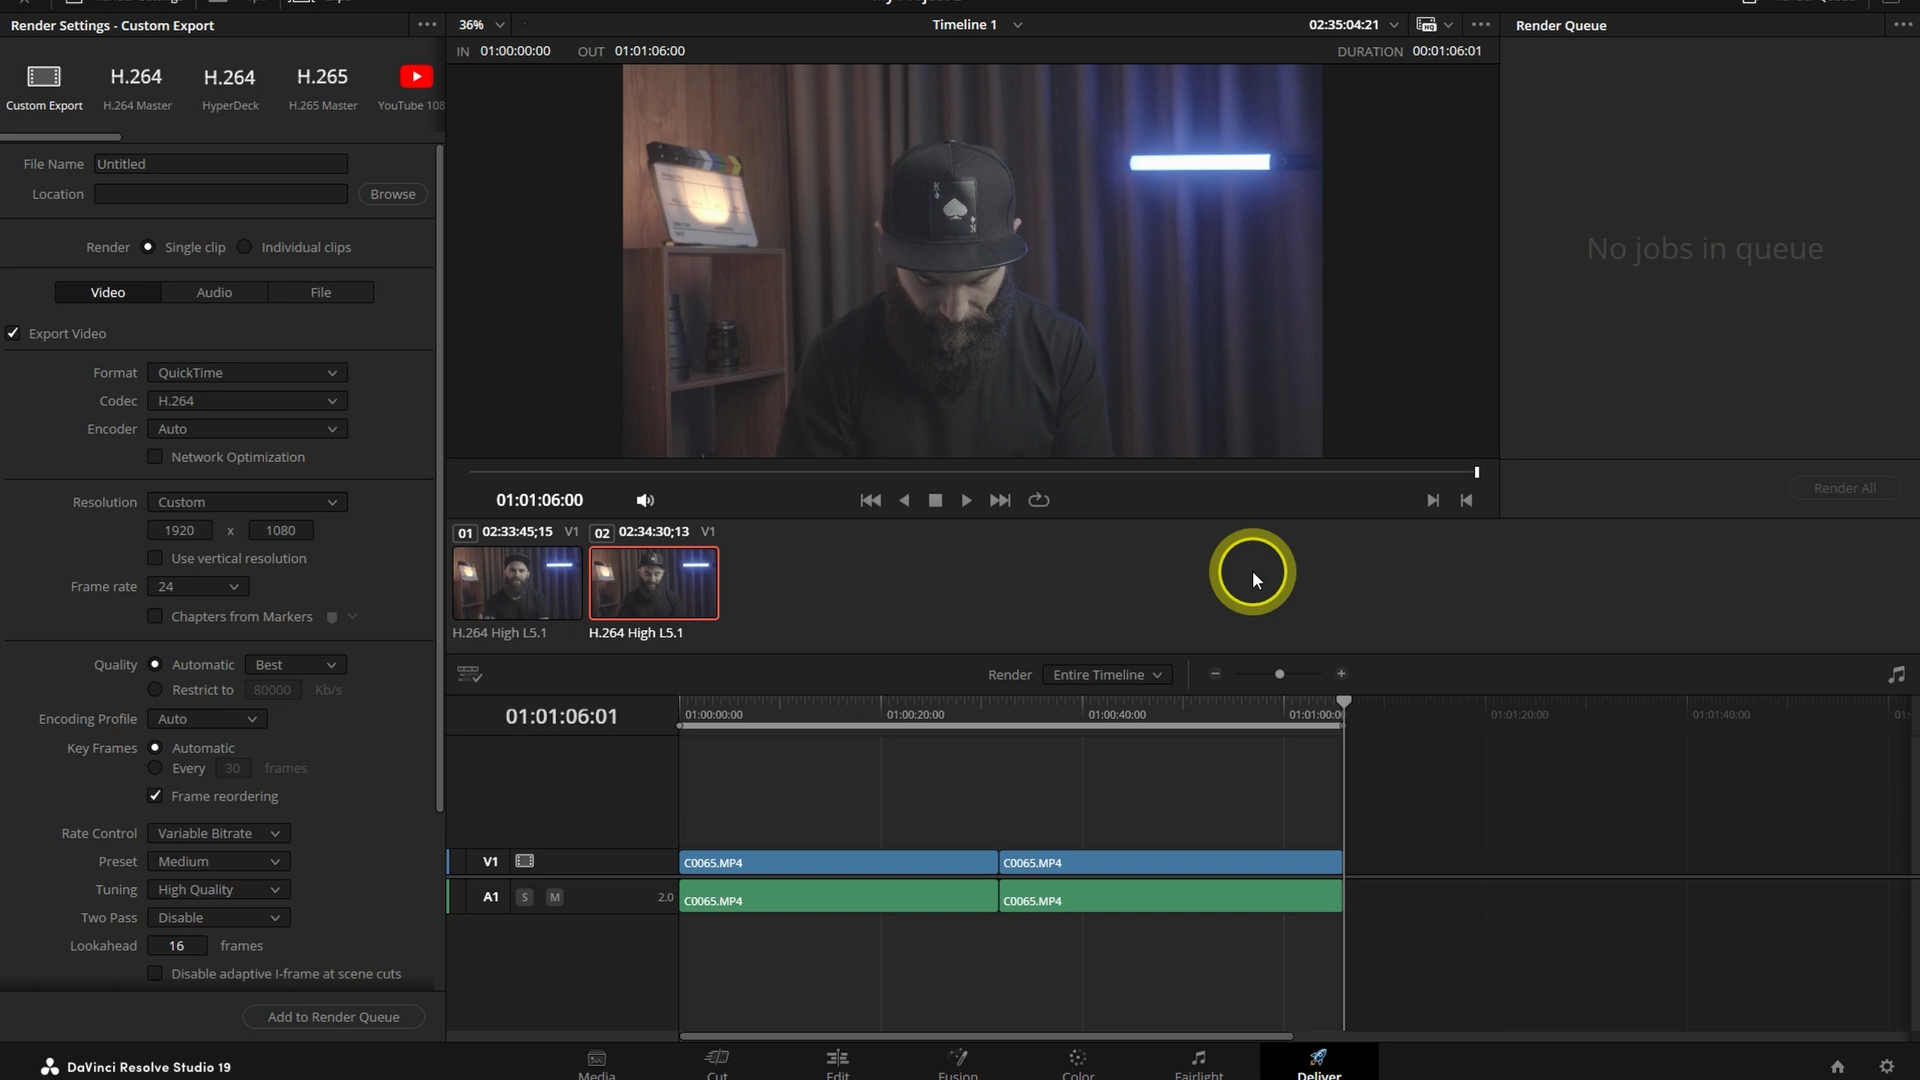 Render Settings - Custom Export
36%
Timeline 1
02:35:04:21
Render Queue
IN 01:00:00:00 OUT 01:01:06:00
DURATION 00:01:06:01
H.264
H.264
H.265
Custom Export
H.264 Master
HyperDeck
H.265 Master
YouTube 108
File Name Untitled
Location Browse
Render Single clip Individual clips
Video Audio File
Export Video
Format QuickTime
Codec H.264
Encoder Auto
Network Optimization
Resolution Custom
1920 x 1080
Use vertical resolution
Frame rate 24
Chapters from Markers
Quality Automatic Best
Restrict to 80000 Kb/s
Encoding Profile Auto
Key Frames Automatic
Every 30 frames
Frame reordering
Rate Control Variable Bitrate
Preset Medium
Tuning High Quality
Two Pass Disable
Lookahead 16 frames
Disable adaptive I-frame at scene cuts
Add to Render Queue
K
K
No jobs in queue
Render All
01:01:06:00
01 02:33:45;15 V1
02 02:34:30;13 V1
H.264 High L5.1
H.264 High L5.1
Render Entire Timeline
01:01:06:01
01:00:00:00
01:00:20:00
01:00:40:00
01:01:00:0
01:01:20:00
01:01:40:00
01:
V1
C0065.MP4
C0065.MP4
A1 S M 2.0
C0065.MP4
C0065.MP4
DaVinci Resolve Studio 19
Media
Cut
Edit
Fusion
Color
Fairlight
Deliver